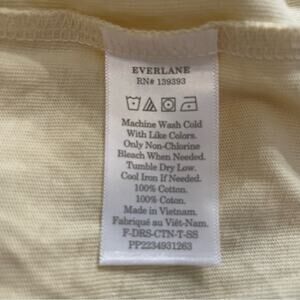 EVERLANE
RN# 139393
Machine Wash Cold
With Like Colors.
Only Non-Chlorine
Bleach When Needed.
Tumble Dry Low.
Cool Iron If Needed.
100% Cotton.
100% Coton.
Made in Vietnam.
Fabriqué au Viêt-Nam.
F-DRS-CTN-T-SS
PP2234931263